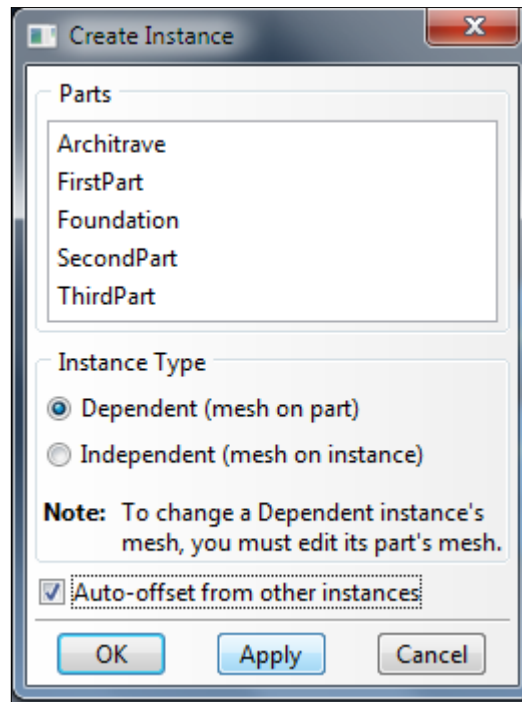 Create Instance
Parts
Architrave
FirstPart
Foundation
SecondPart
ThirdPart
Instance Type
Dependent (mesh on part)
Independent (mesh on instance)
Note: To change a Dependent instance's
mesh, you must edit its part's mesh.
Auto-offset from other instances
OK Apply Cancel